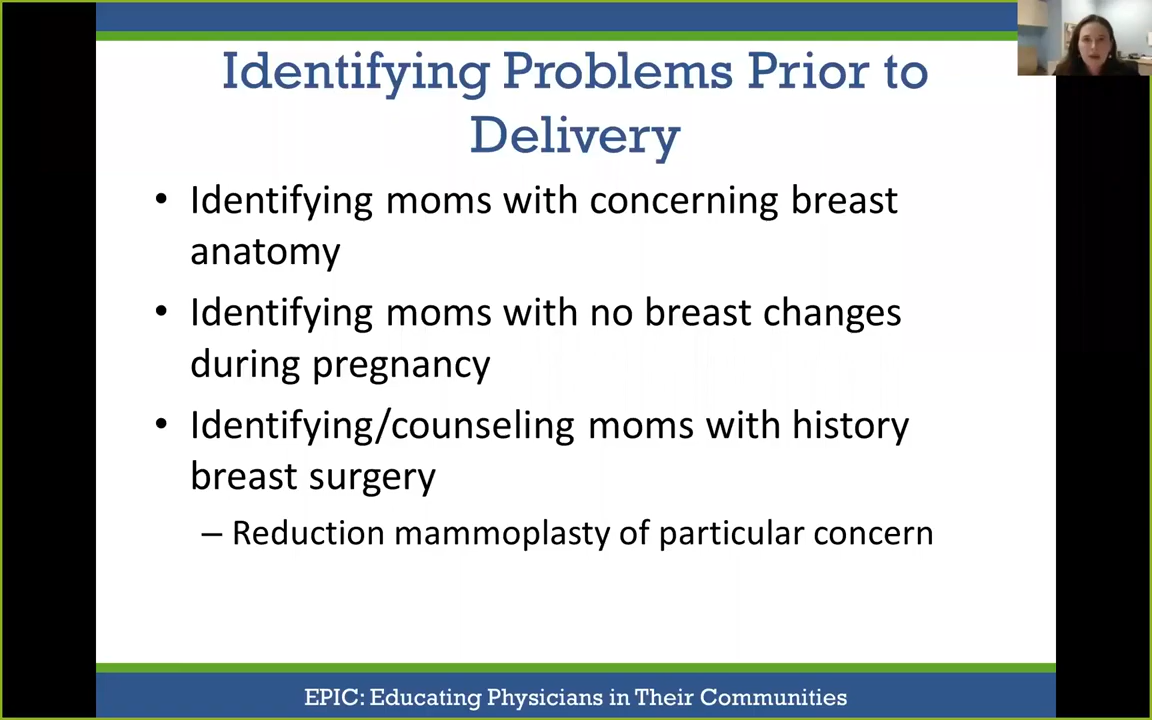 Identifying Problems Prior to
Delivery
• Identifying moms with concerning breast
anatomy
• Identifying moms with no breast changes
during pregnancy
• Identifying/counseling moms with history
breast surgery
– Reduction mammoplasty of particular concern
EPIC: Educating Physicians in Their Communities